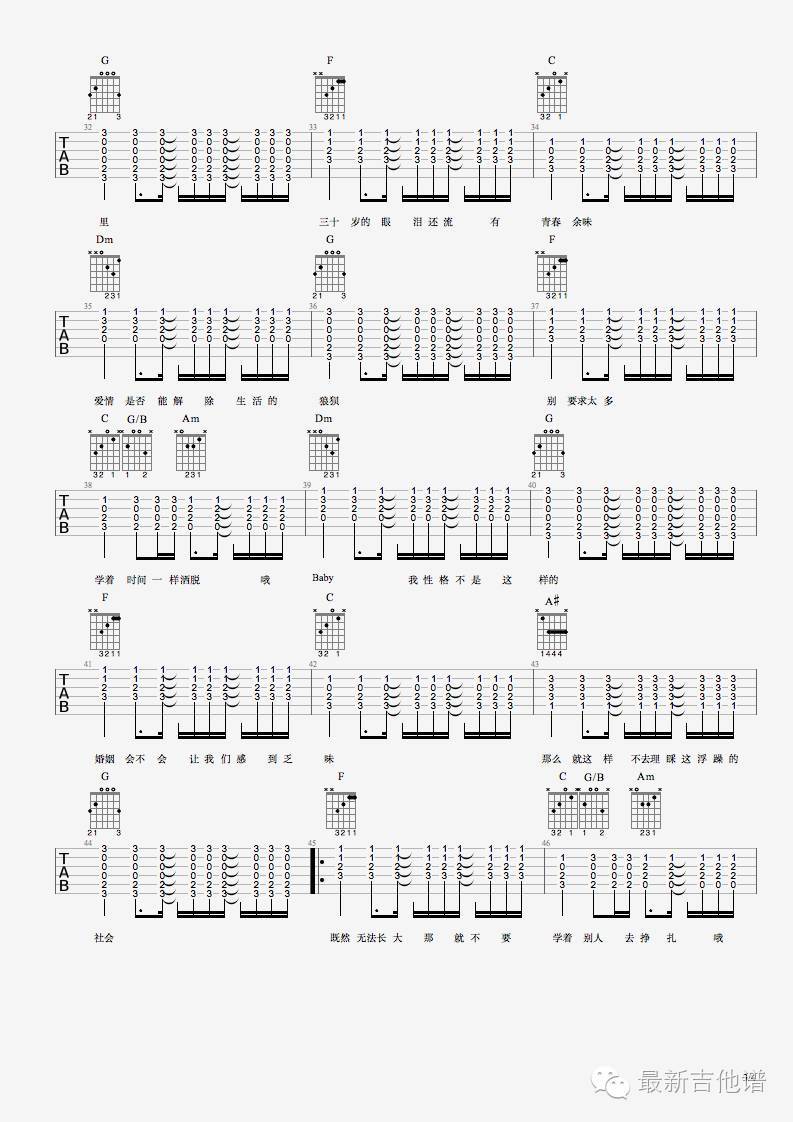 G F C
21 3 3211 32 1
32 33 34
里 三十 岁的 眼 泪 还 流 有 青春 余味
Dm G F
231 21 3 3211
35 36 37
爱情 是否 能 解 除 生 活 的 狼狈 别 要求太 多
C G/B Am Dm G
32 1 1 2 231 231 21 3
38 39 40
学着 时间 一 样 洒脱 哦 Baby 我 性 格 不 是 这 样的
F C A#
3211 32 1 1444
41 42 43
婚姻 会不 会 让 我 们 感 到 乏 味 那么 就这 样 不去理 睬 这 浮 躁 的
G F C G/B Am
21 3 3211 32 1 1 2 231
44 45 46
社会 既然 无法长 大 那 就 不 要 学着 别人 去 挣 扎 哦
最新吉他谱